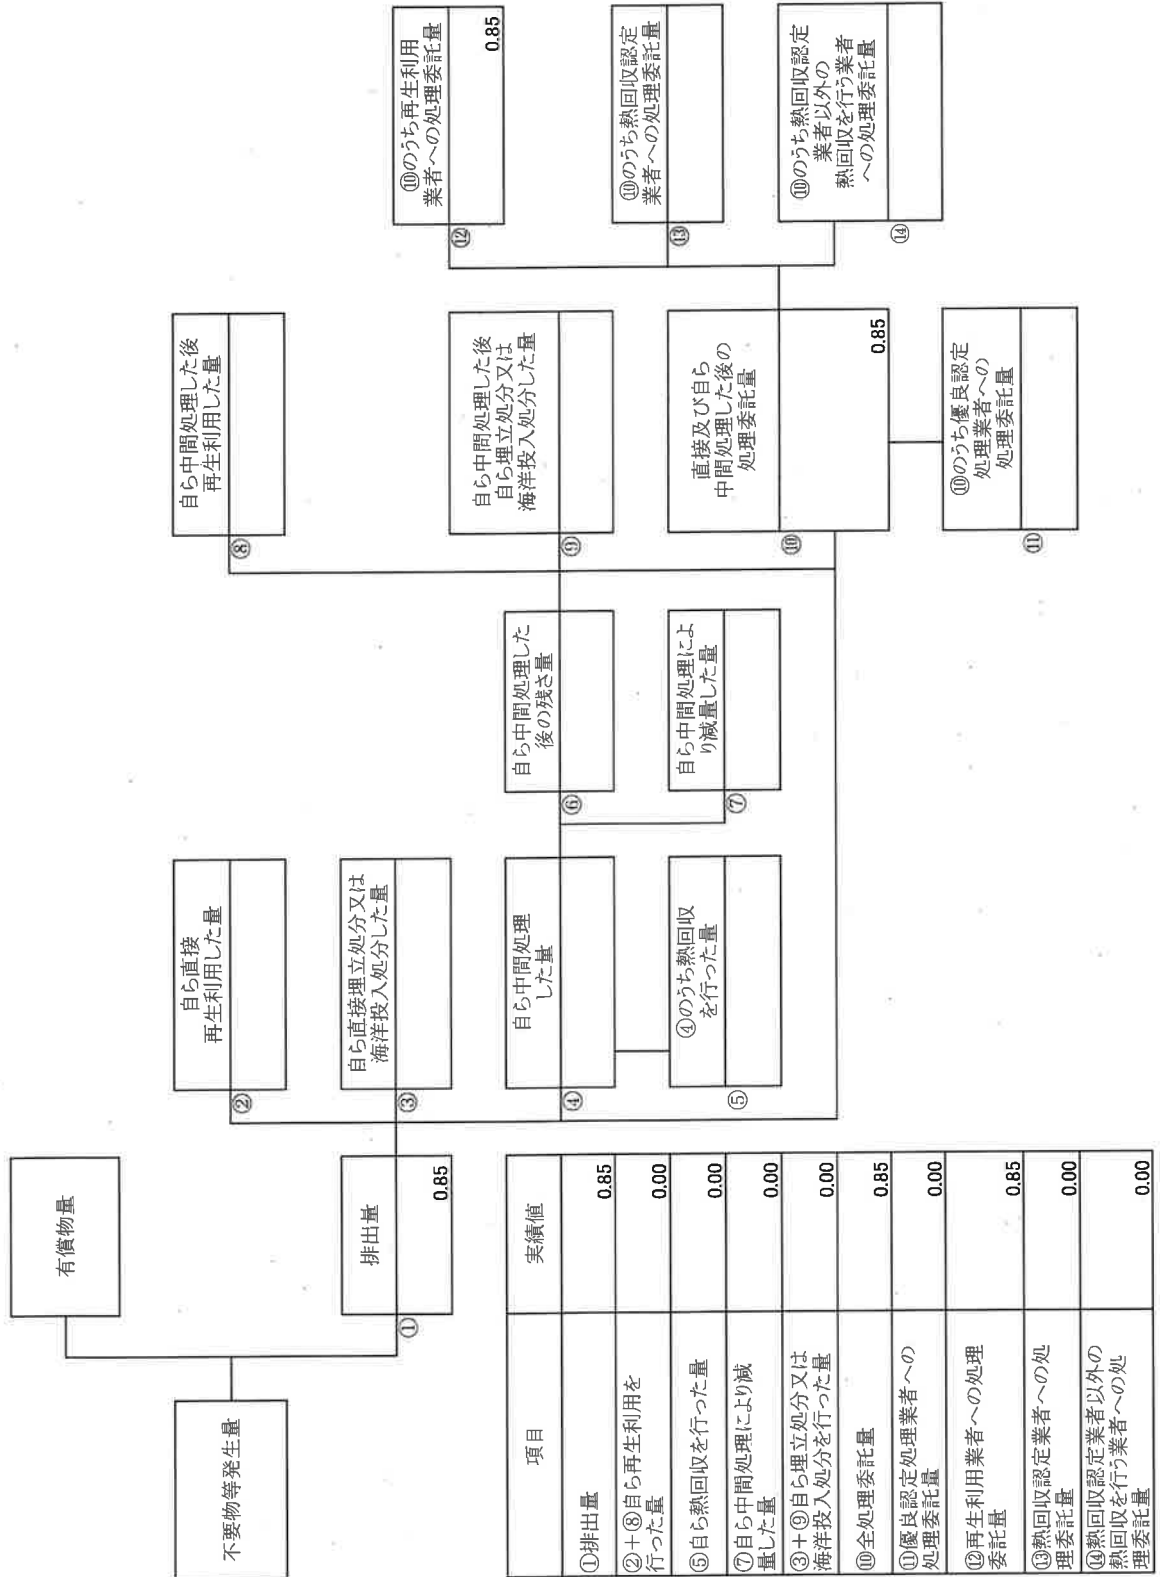 不要物等発生量
有償物量
①
排出量
0.85
②
自ら直接
再生利用した量
③
自ら直接埋立処分又は
海洋投入処分した量
④
自ら中間処理
した量
⑤
④のうち熱回収
を行った量
⑥
自ら中間処理した
後の残さ量
⑦
自ら中間処理によ
り減量した量
⑧
自ら中間処理した後
再生利用した量
⑨
自ら中間処理した後
自ら埋立処分又は
海洋投入処分した量
⑩
直接及び自ら
中間処理した後の
処理委託量
0.85
⑪
⑩のうち優良認定
処理業者への
処理委託量
⑫
⑩のうち再生利用
業者への処理委託量
0.85
⑬
⑩のうち熱回収認定
業者への処理委託量
⑭
⑩のうち熱回収認定
業者以外の
熱回収を行う業者
への処理委託量
項目 実績値
①排出量 0.85
②+⑧自ら再生利用を
行った量 0.00
⑤自ら熱回収を行った量 0.00
⑦自ら中間処理により減
量した量 0.00
③+⑨自ら埋立処分又は
海洋投入処分を行った量 0.00
⑩全処理委託量 0.85
⑪優良認定処理業者への
処理委託量 0.00
⑫再生利用業者への処理
委託量 0.85
⑬熱回収認定業者への処
理委託量 0.00
⑭熱回収認定業者以外の
熱回収を行う業者への処
理委託量 0.00